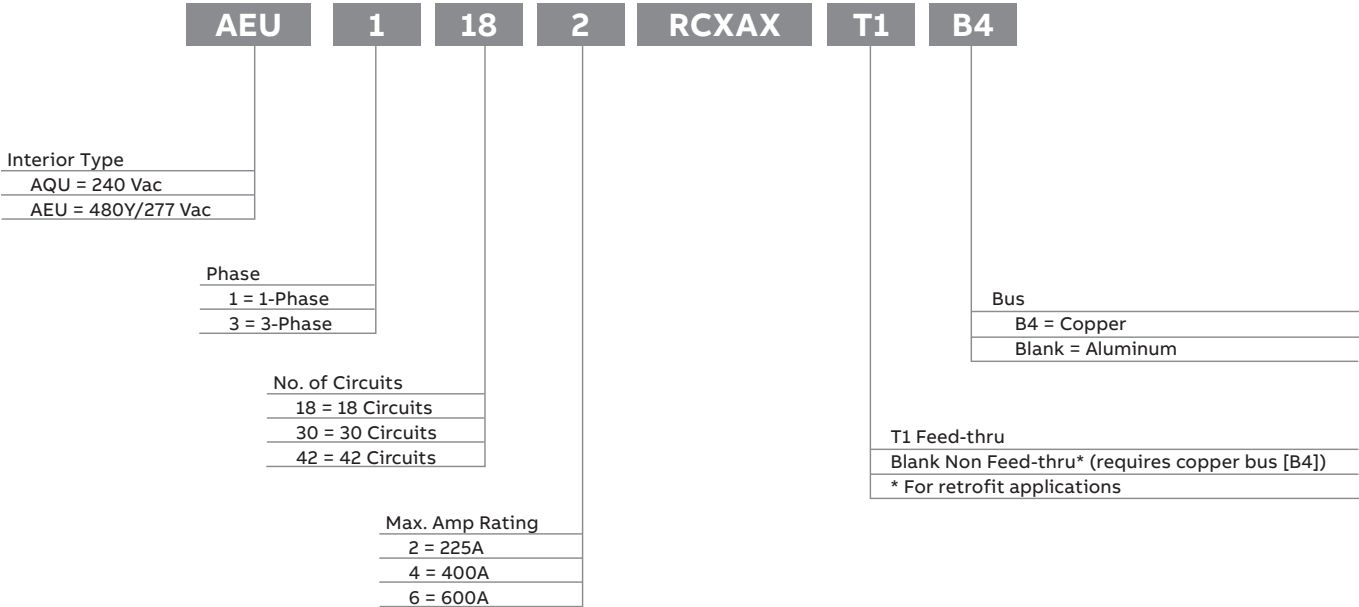 AEU 1 18 2 RCXAX T1 B4
Interior Type
AQU = 240 Vac
AEU = 480Y/277 Vac
Phase
1 = 1-Phase
3 = 3-Phase
No. of Circuits
18 = 18 Circuits
30 = 30 Circuits
42 = 42 Circuits
Max. Amp Rating
2 = 225A
4 = 400A
6 = 600A
T1 Feed-thru
Blank Non Feed-thru* (requires copper bus [B4])
* For retrofit applications
Bus
B4 = Copper
Blank = Aluminum